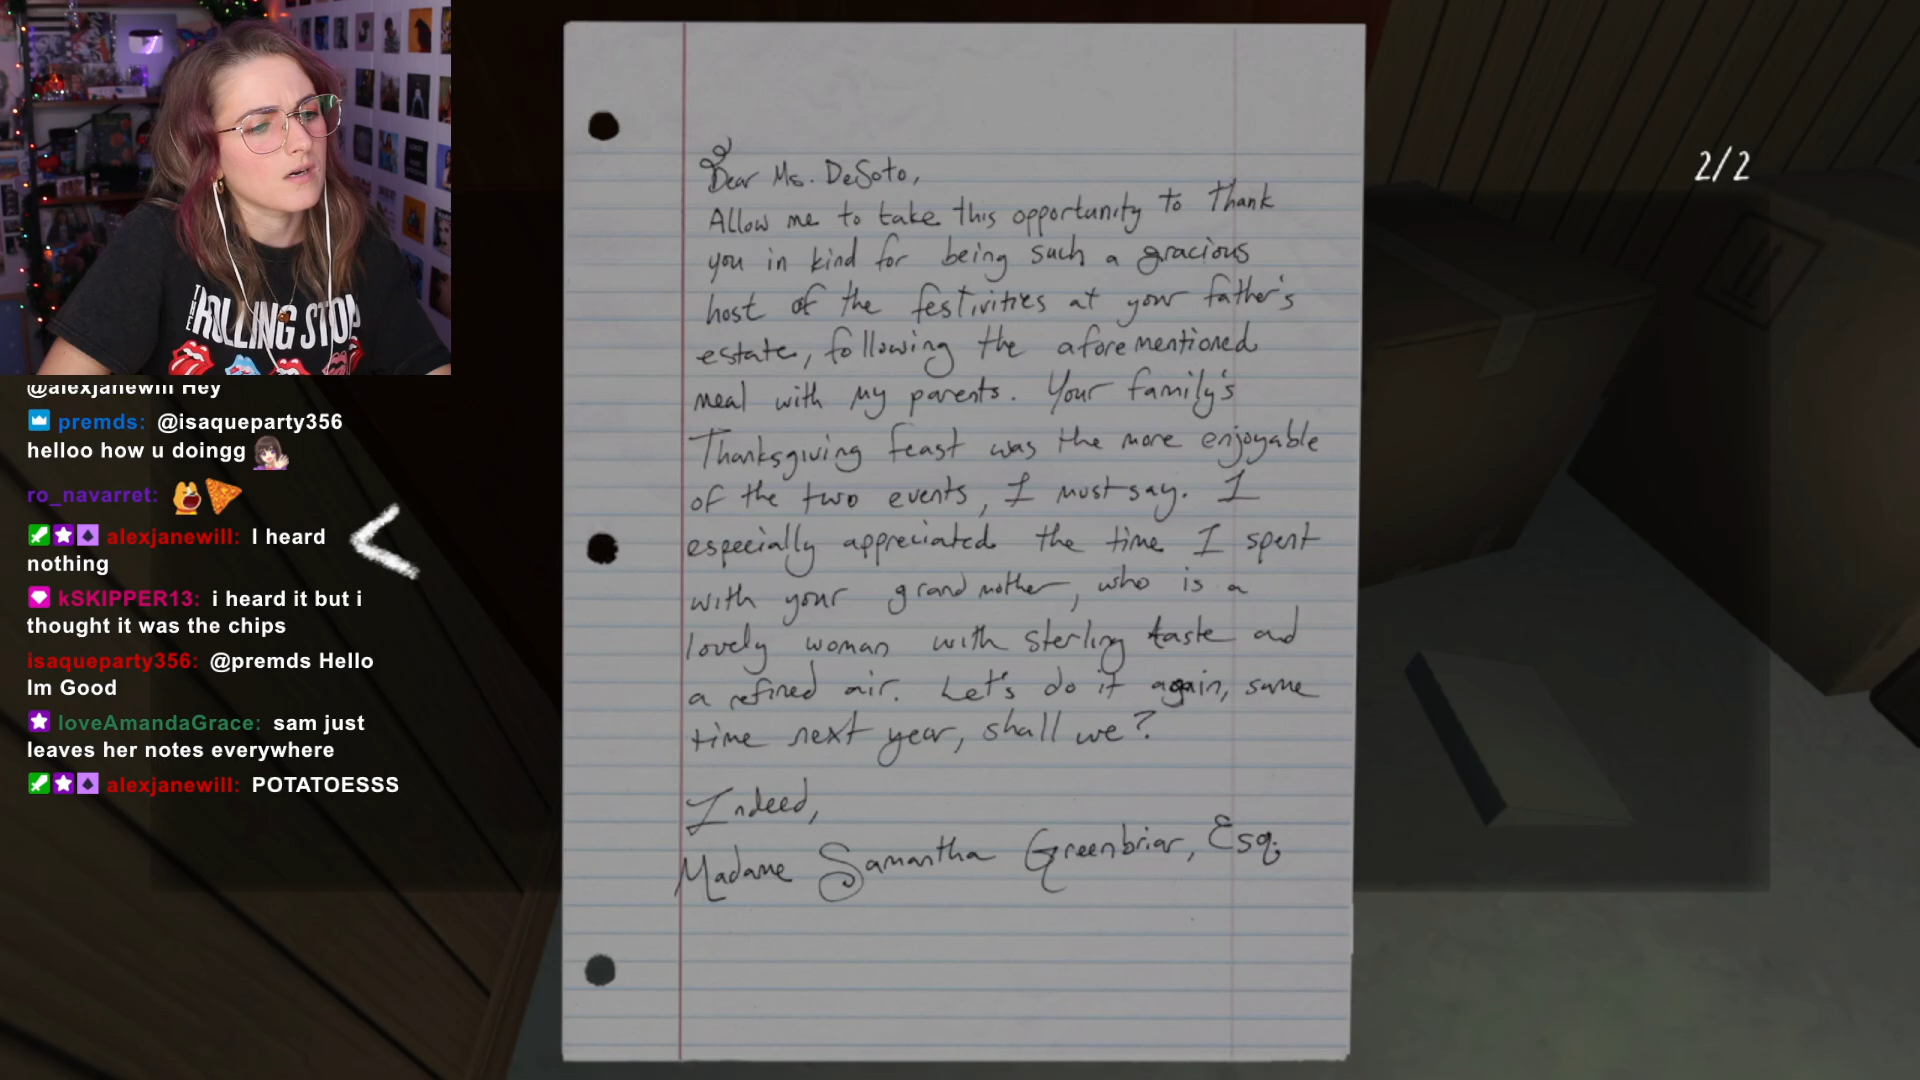 THE
ROLLING STO
@alexjanewill Hey
premds: @isaqueparty356
helloo how u doingg
ro_navarret:
alexjanewill: I heard
nothing
kSKIPPER13: i heard it but i
thought it was the chips
isaqueparty356: @premds Hello
Im Good
loveAmandaGrace: sam just
leaves her notes everywhere
alexjanewill: POTATOESSS
2/2
Dear Ms. DeSoto,
Allow me to take this opportunity to thank
you in kind for being such a gracious
host of the festivities at your father's
estate, following the aforementioned
meal with my parents. Your family's
Thanksgiving feast was the more enjoyable
of the two events, I must say. I
especially appreciated the time I spent
with your grandmother, who is a
lovely woman with sterling taste and
a refined air. Let's do it again, same
time next year, shall we?
Indeed,
Madame Samantha Greenbriar, Esq.